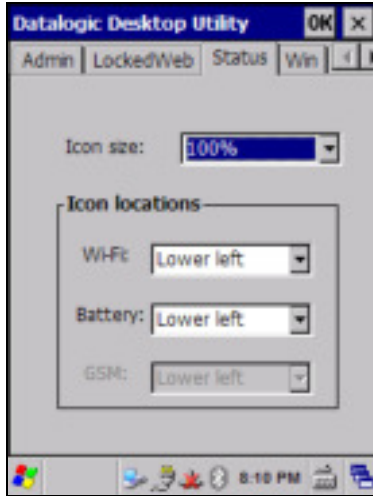 Datalogic Desktop Utility OK ×
Admin LockedWeb Status Win
Icon size: 100%
Icon locations
Wi-Fi: Lower left
Battery: Lower left
GSM: Lower left
8:10 PM